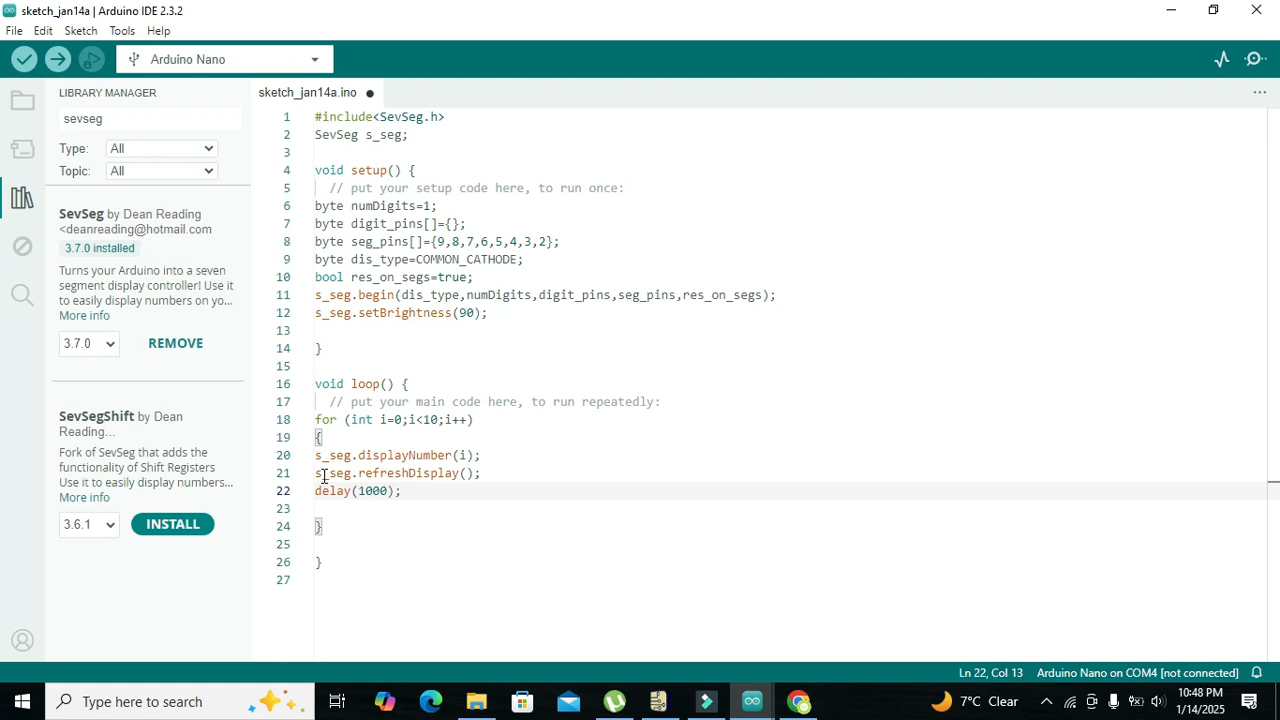 sketch_jan14a | Arduino IDE 2.3.2
File Edit Sketch Tools Help
Arduino Nano
LIBRARY MANAGER
sevseg
Type: All
Topic: All
SevSeg by Dean Reading
<deanreading@hotmail.com
3.7.0 installed
Turns your Arduino into a seven
segment display controller! Use it
to easily display numbers on yo...
More info
3.7.0 REMOVE
SevSegShift by Dean
Reading...
Fork of SevSeg that adds the
functionality of Shift Registers
Use it to easily display numbers...
More info
3.6.1 INSTALL
sketch_jan14a.ino
1 #include<SevSeg.h>
2 SevSeg s_seg;
3
4 void setup() {
5 // put your setup code here, to run once:
6 byte numDigits=1;
7 byte digit_pins[]={};
8 byte seg_pins[]={9,8,7,6,5,4,3,2};
9 byte dis_type=COMMON_CATHODE;
10 bool res_on_segs=true;
11 s_seg.begin(dis_type,numDigits,digit_pins,seg_pins,res_on_segs);
12 s_seg.setBrightness(90);
13
14 }
15
16 void loop() {
17 // put your main code here, to run repeatedly:
18 for (int i=0;i<10;i++)
19 {
20 s_seg.displayNumber(i);
21 s_seg.refreshDisplay();
22 delay(1000);
23
24 }
25
26 }
27
Ln 22, Col 13 Arduino Nano on COM4 [not connected]
Type here to search
7°C Clear
10:48 PM
1/14/2025